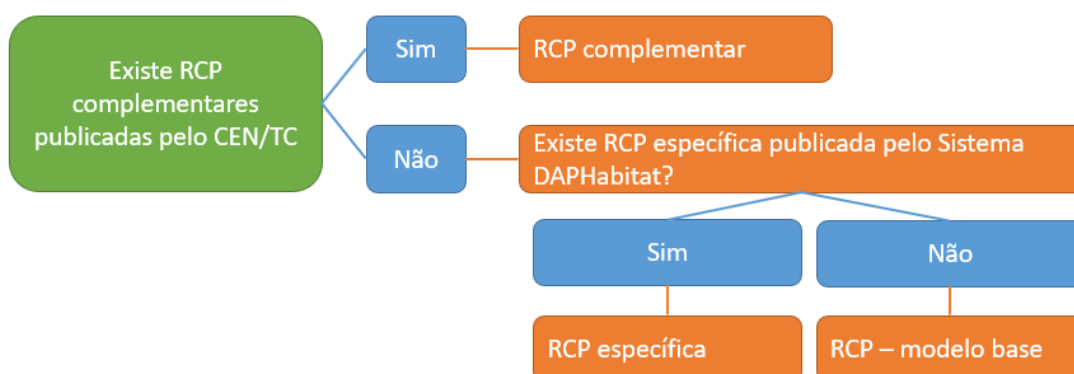 Existe RCP
complementares
publicadas pelo CEN/TC
Sim
RCP complementar
Não
Existe RCP específica publicada pelo Sistema
DAPHabitat?
Sim
Não
RCP específica
RCP – modelo base